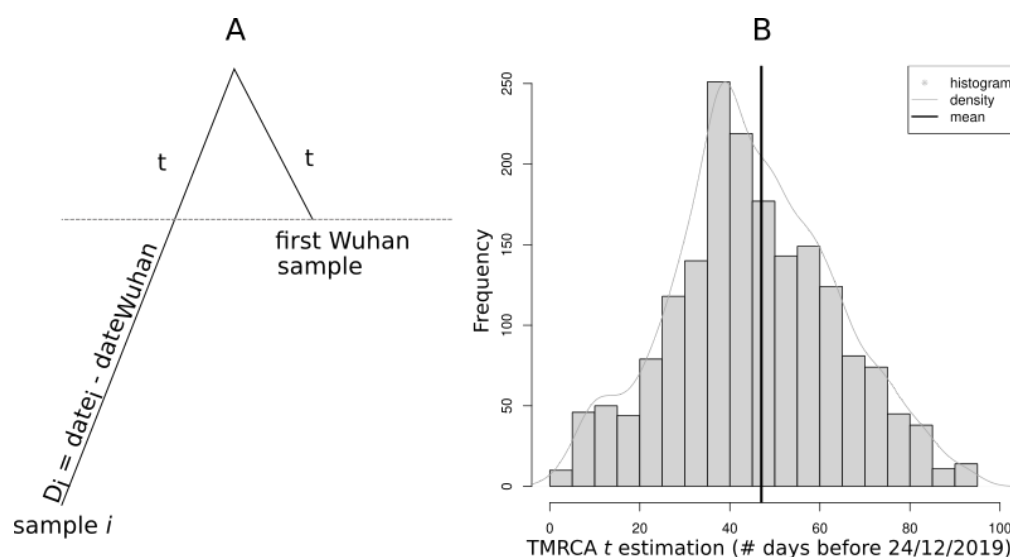 A
t
t
first Wuhan
sample
Di = datei - dateWuhan
sample i
B
histogram
density
mean
Frequency
250
200
150
100
50
0
0
20
40
60
80
100
TMRCA t estimation (# days before 24/12/2019)